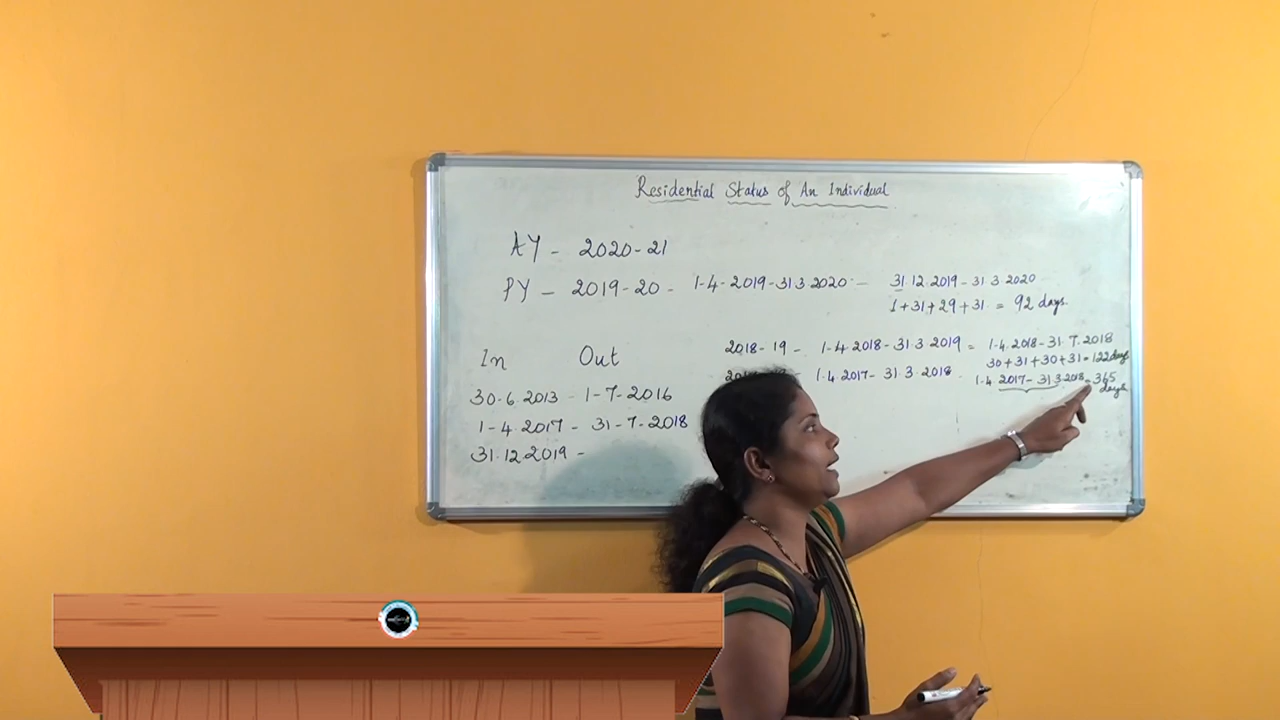 Residential Status of An Individual
AY - 2020-21
PY - 2019-20 - 1-4-2019-31.3.2020 - 31.12.2019-31.3.2020
1+31+29+31 = 92 days.
In Out
30.6.2013 - 1-7-2016
1-4.2017 - 31-7-2018
31.12.2019 -
2018-19 - 1.4.2018-31.3.2019 = 1-4.2018-31.7.2018
30+31+30+31=122 days
1.4.2017-31.3.2018 - 1.4.2017-31.3.2018=365
days